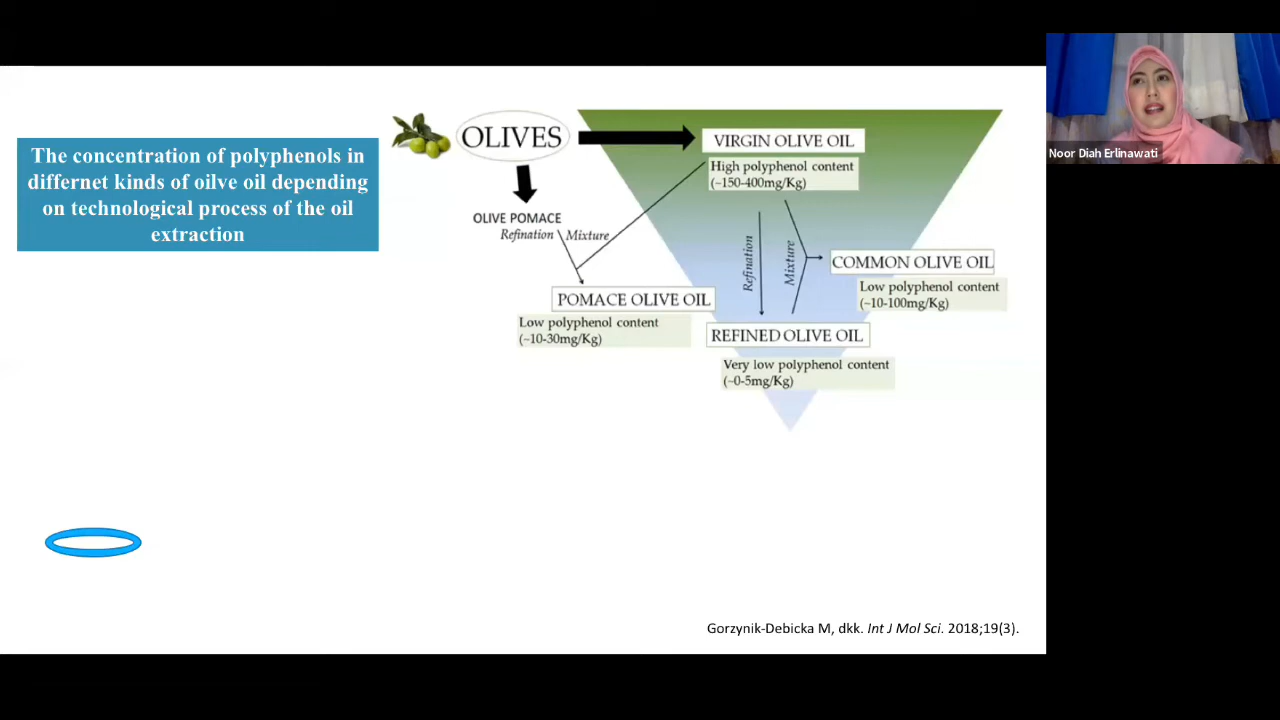 The concentration of polyphenols in
differnet kinds of oilve oil depending
on technological process of the oil
extraction
OLIVES
VIRGIN OLIVE OIL
High polyphenol content
(~150-400mg/Kg)
OLIVE POMACE
Refination
Mixture
Refination
Mixture
COMMON OLIVE OIL
Low polyphenol content
(~10-100mg/Kg)
POMACE OLIVE OIL
Low polyphenol content
(~10-30mg/Kg)
REFINED OLIVE OIL
Very low polyphenol content
(~0-5mg/Kg)
Gorzynik-Debicka M, dkk. Int J Mol Sci. 2018;19(3).
Noor Diah Erlinawati